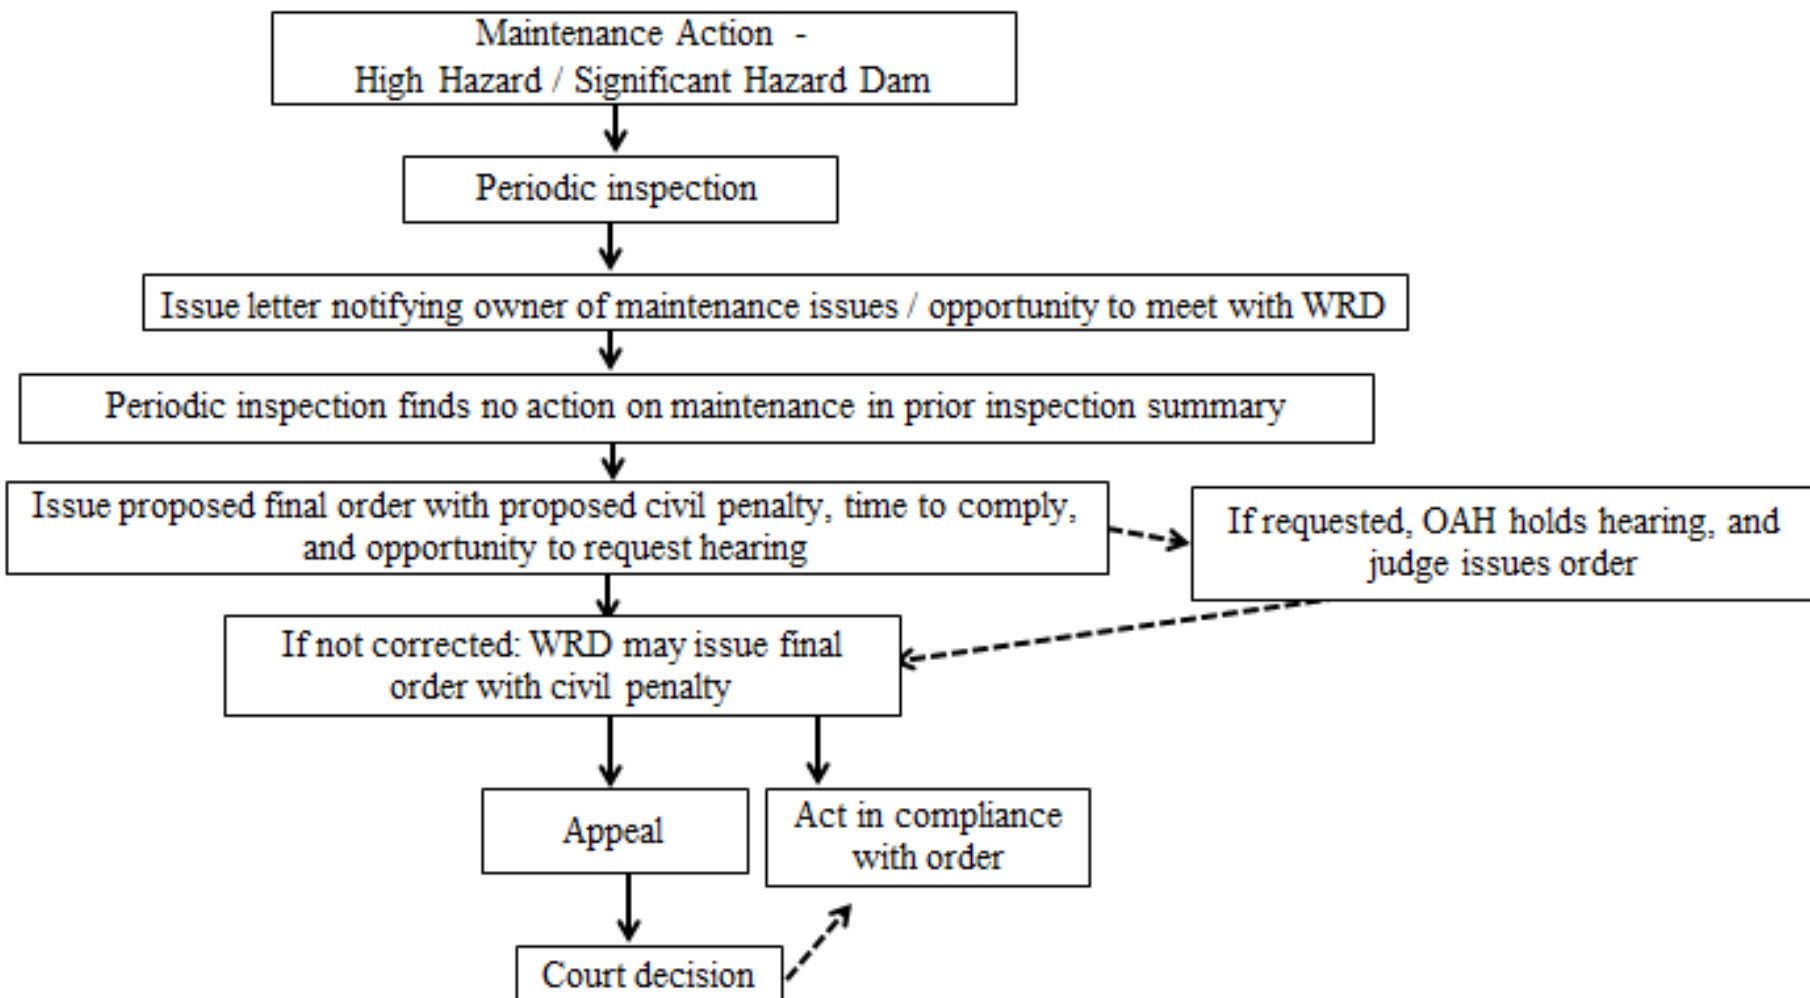 Maintenance Action -
High Hazard / Significant Hazard Dam
Periodic inspection
Issue letter notifying owner of maintenance issues / opportunity to meet with WRD
Periodic inspection finds no action on maintenance in prior inspection summary
Issue proposed final order with proposed civil penalty, time to comply,
and opportunity to request hearing
If requested, OAH holds hearing, and
judge issues order
If not corrected: WRD may issue final
order with civil penalty
Appeal
Act in compliance
with order
Court decision